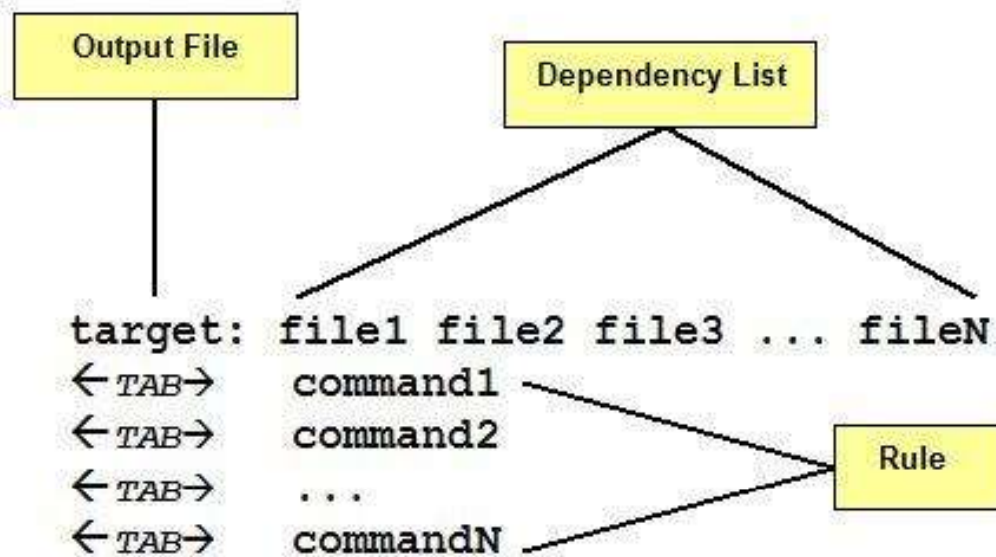 Output File
Dependency List
target: file1 file2 file3 ... fileN
←TAB→ command1
←TAB→ command2
←TAB→ ...
←TAB→ commandN
Rule